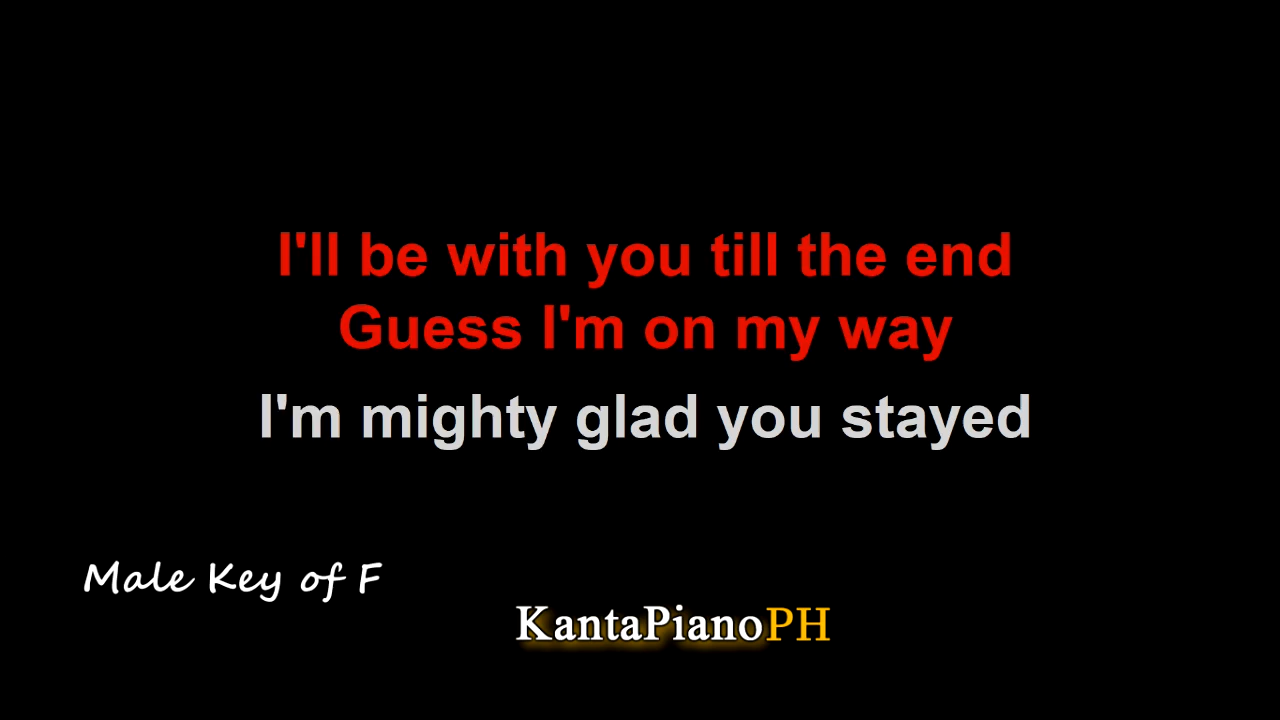 I'll be with you till the end
Guess I'm on my way
I'm mighty glad you stayed
Male Key of F
KantaPianoPH